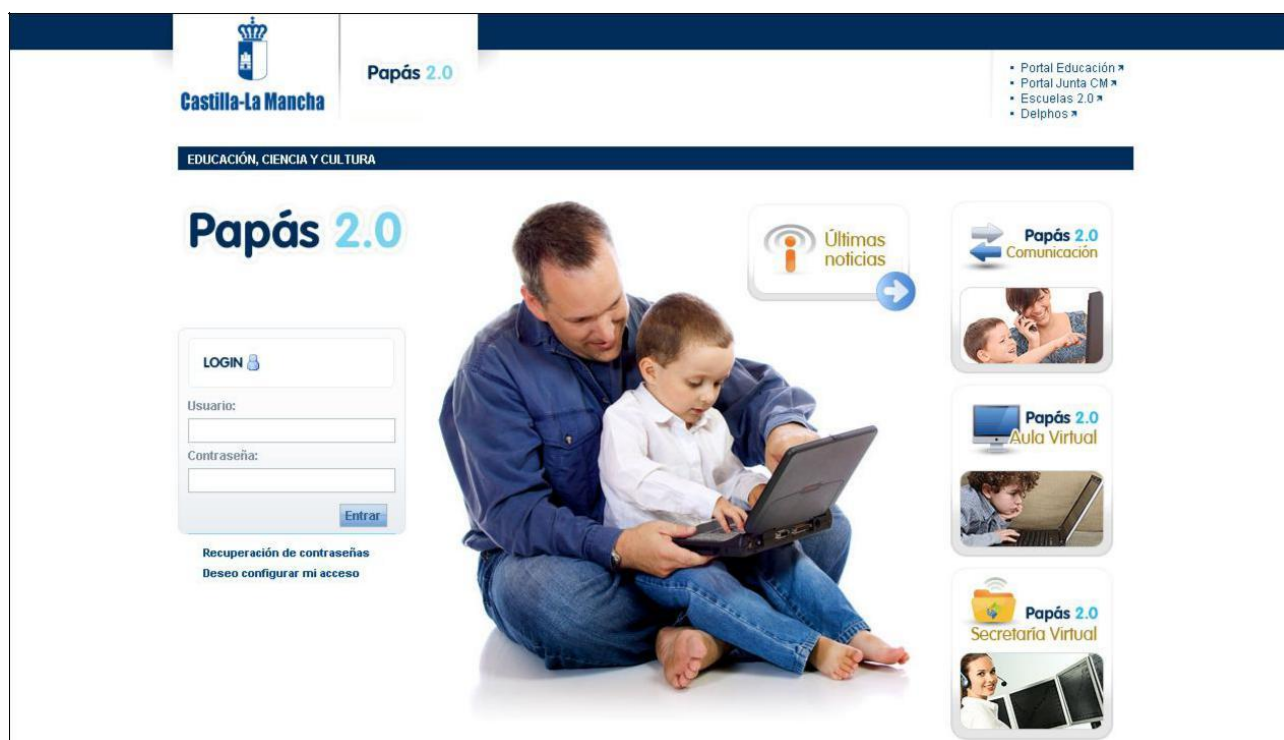 Castilla-La Mancha
Papás 2.0
Portal Educación
Portal Junta CM
Escuelas 2.0
Delphos
EDUCACIÓN, CIENCIA Y CULTURA
Papás 2.0
LOGIN
Usuario:
Contraseña:
Entrar
Recuperación de contraseñas
Deseo configurar mi acceso
Últimas
noticias
Papás 2.0
Comunicación
Papás 2.0
Aula Virtual
Papás 2.0
Secretaría Virtual